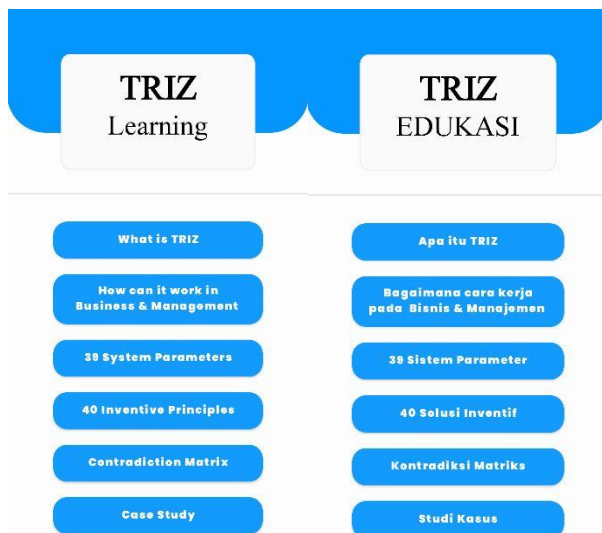 TRIZ
Learning
What is TRIZ
How can it work in
Business & Management
39 System Parameters
40 Inventive Principles
Contradiction Matrix
Case Study
TRIZ
EDUKASI
Apa itu TRIZ
Bagaimana cara kerja
pada Bisnis & Manajemen
39 Sistem Parameter
40 Solusi Inventif
Kontradiksi Matriks
Studi Kasus